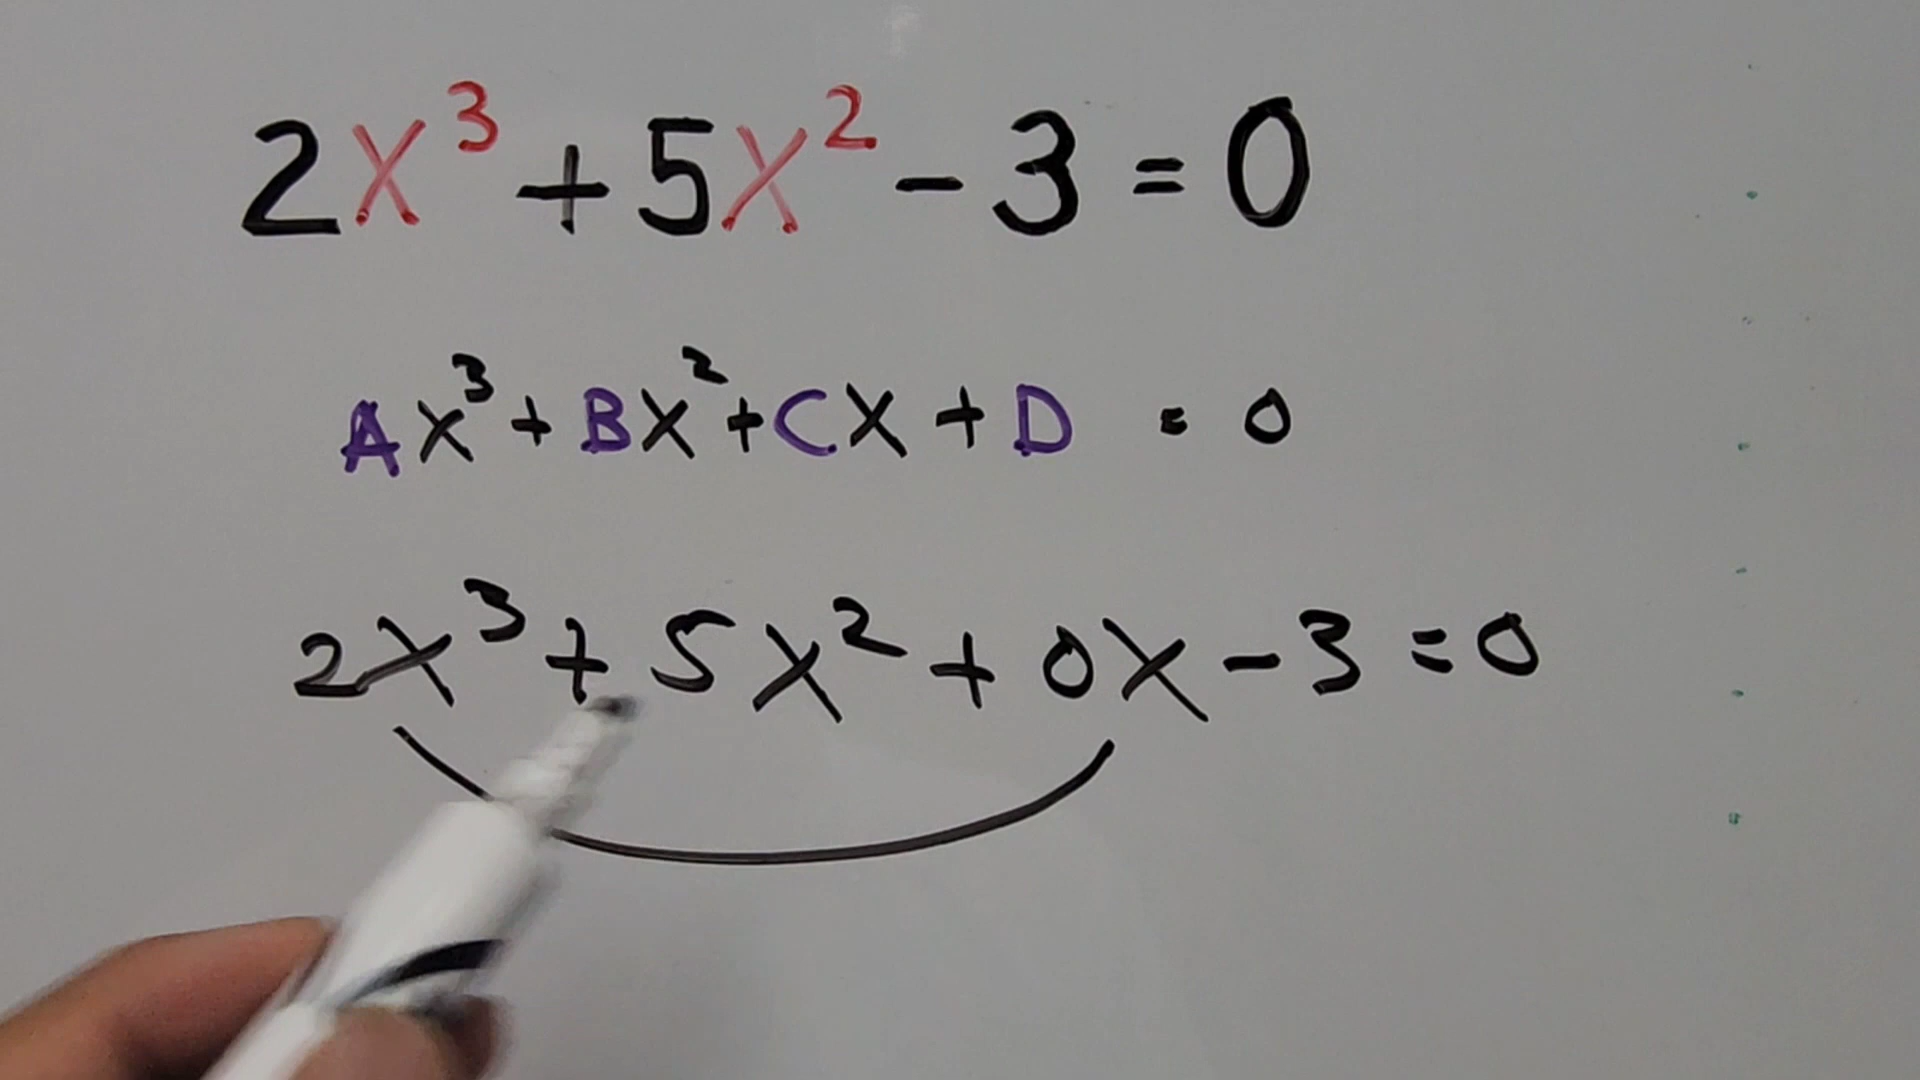 2x³ + 5x² - 3 = 0
Ax³ + Bx² + Cx + D = 0
2x³ + 5x² + 0x - 3 = 0